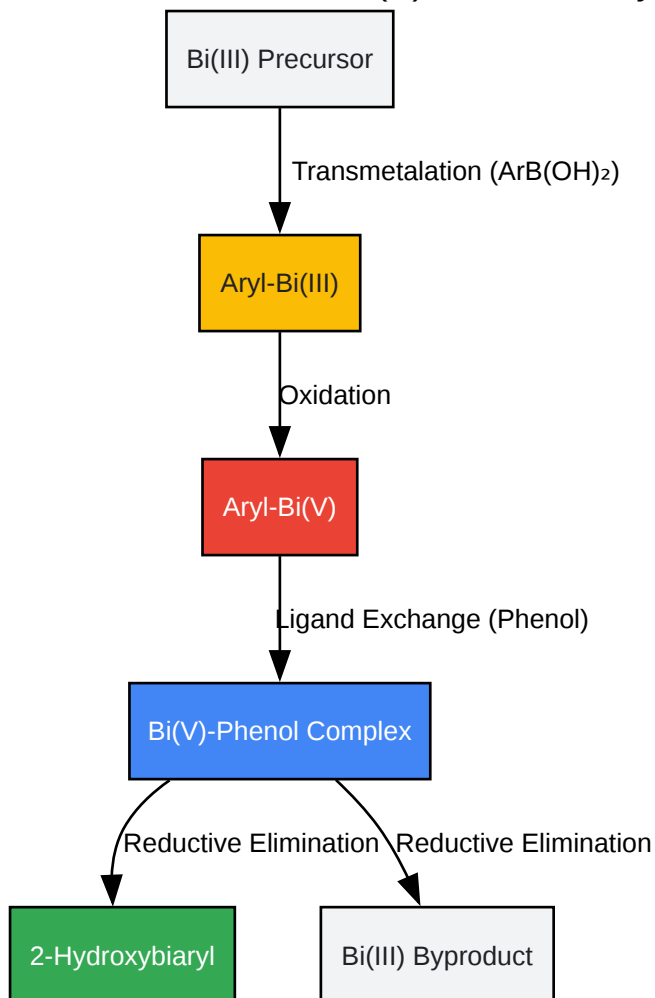 Bi(III) Precursor
Transmetalation (ArB(OH)₂)
Aryl-Bi(III)
Oxidation
Aryl-Bi(V)
Ligand Exchange (Phenol)
Bi(V)-Phenol Complex
Reductive Elimination
Reductive Elimination
2-Hydroxybiaryl
Bi(III) Byproduct